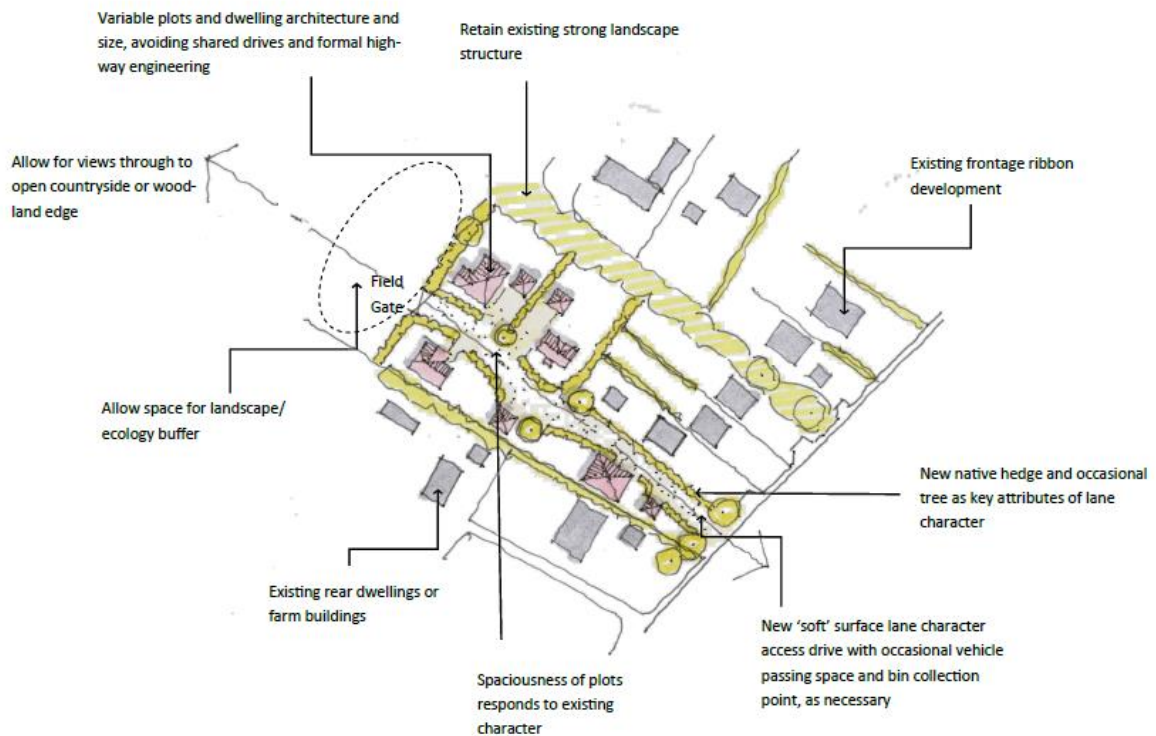 Variable plots and dwelling architecture and
size, avoiding shared drives and formal high-
way engineering
Retain existing strong landscape
structure
Allow for views through to
open countryside or wood-
land edge
Existing frontage ribbon
development
Field
Gate
Allow space for landscape/
ecology buffer
New native hedge and occasional
tree as key attributes of lane
character
Existing rear dwellings or
farm buildings
New ‘soft’ surface lane character
access drive with occasional vehicle
passing space and bin collection
point, as necessary
Spaciousness of plots
responds to existing
character